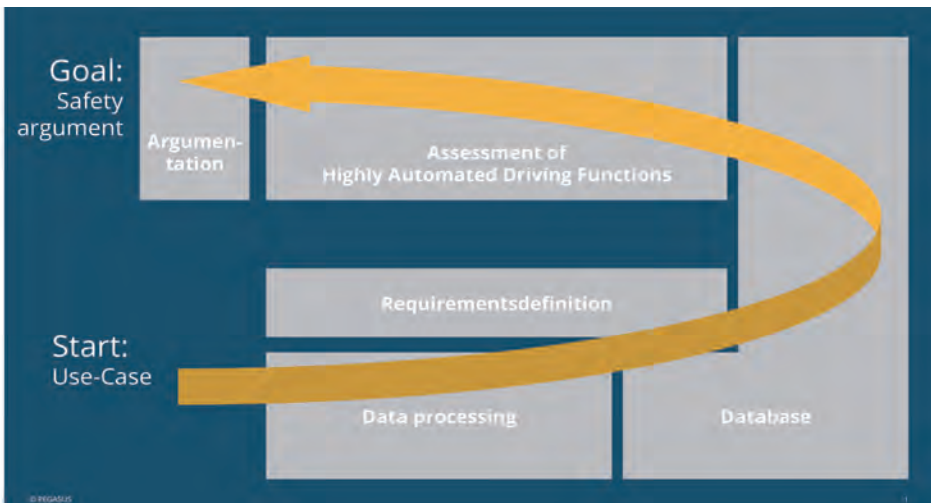 Goal:
Safety
argument
Argumen-
tation
Assessment of
Highly Automated Driving Functions
Requirementsdefinition
Start:
Use-Case
Data processing
Database
© PEGASUS
1